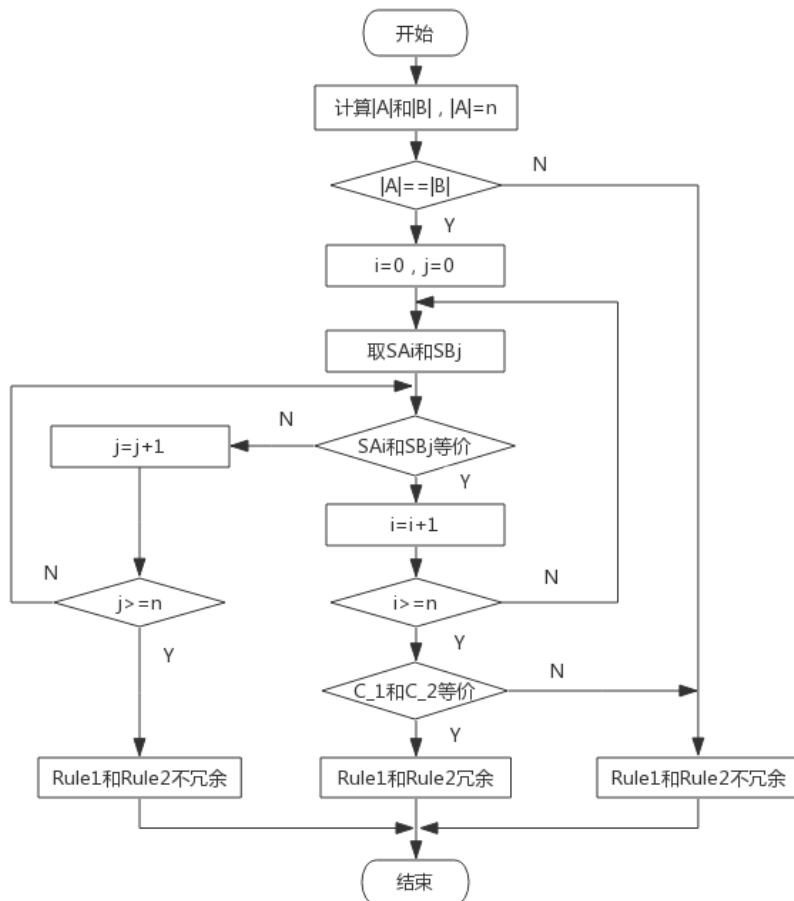 开始
计算|A|和|B|，|A|=n
|A|==|B|
N
Y
i=0，j=0
取SAi和SBj
SAi和SBj等价
N
Y
j=j+1
i=i+1
j>=n
N
Y
i>=n
N
Y
C_1和C_2等价
N
Y
Rule1和Rule2不冗余
Rule1和Rule2冗余
Rule1和Rule2不冗余
结束